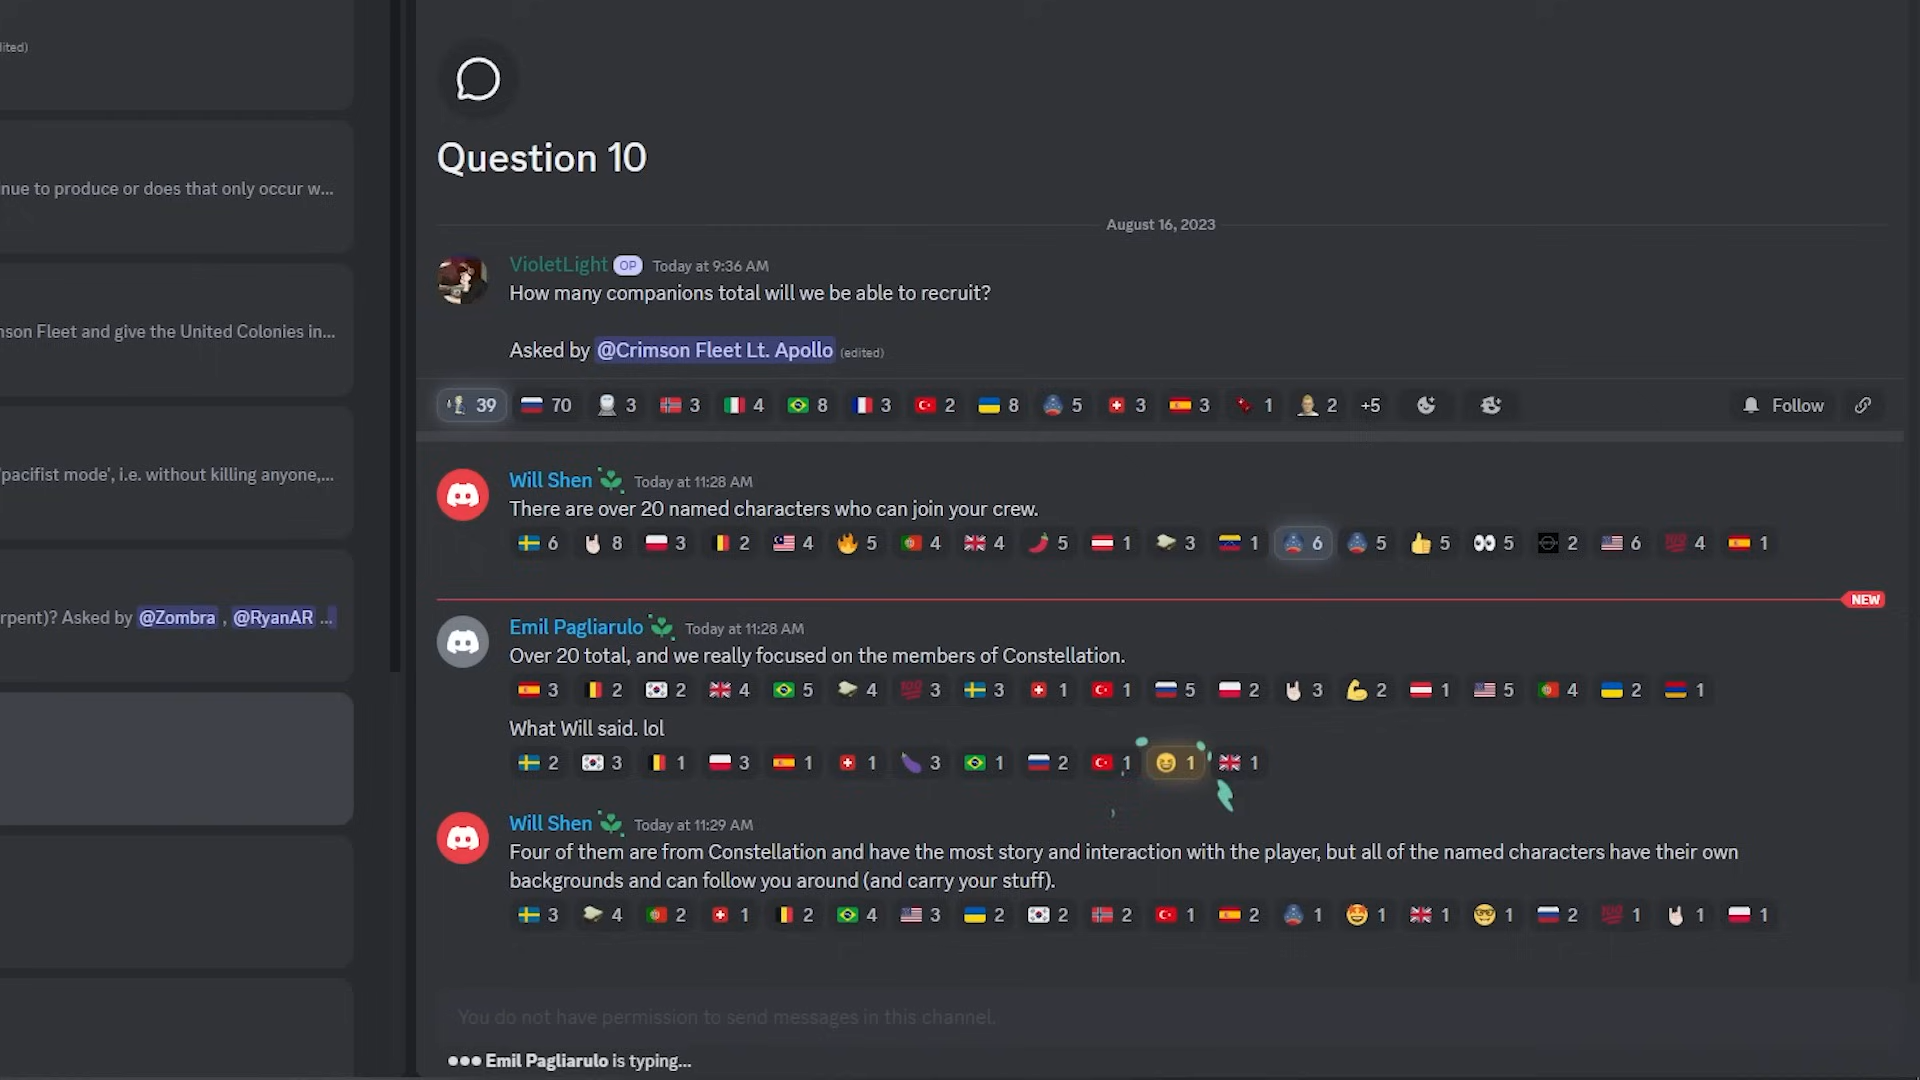 ited)
nue to produce or does that only occur w...
nson Fleet and give the United Colonies in...
'pacifist mode', i.e. without killing anyone,...
rpent)? Asked by @Zombra , @RyanAR ...
Question 10
August 16, 2023
VioletLight OP Today at 9:36 AM
How many companions total will we be able to recruit?
Asked by @Crimson Fleet Lt. Apollo (edited)
39 70 3 3 4 8 3 2 8 5 3 3 1 2 +5 Follow
Will Shen Today at 11:28 AM
There are over 20 named characters who can join your crew.
6 8 3 2 4 5 4 4 5 1 3 1 6 5 5 5 2 6 4 1
NEW
Emil Pagliarulo Today at 11:28 AM
Over 20 total, and we really focused on the members of Constellation.
3 2 2 4 5 4 3 3 1 1 5 2 3 2 1 5 4 2 1
What Will said. lol
2 3 1 3 1 1 3 1 2 1 1 1
Will Shen Today at 11:29 AM
Four of them are from Constellation and have the most story and interaction with the player, but all of the named characters have their own
backgrounds and can follow you around (and carry your stuff).
3 4 2 1 2 4 3 2 2 2 1 2 1 1 1 1 2 1 1 1
You do not have permission to send messages in this channel.
Emil Pagliarulo is typing...